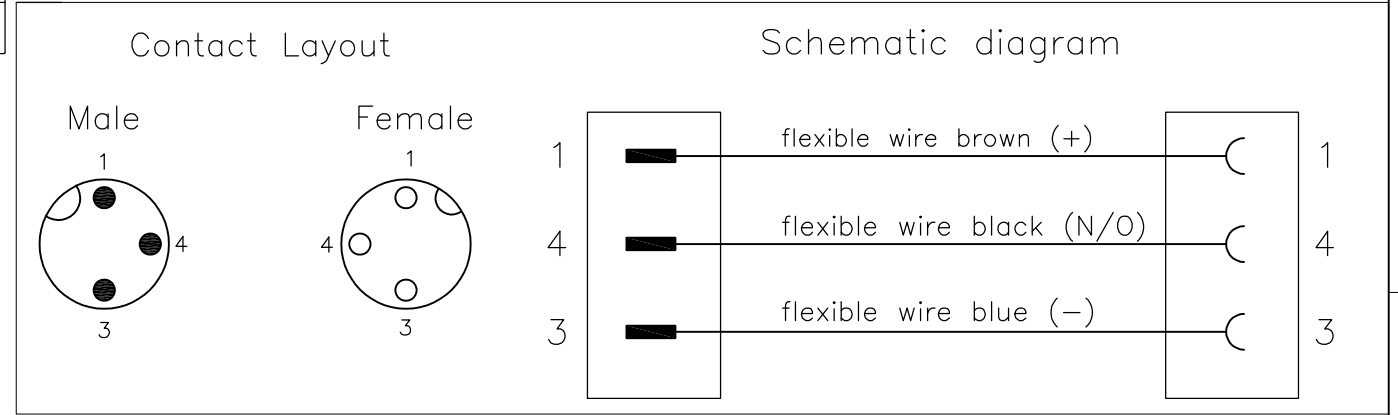 Contact Layout
Schematic diagram
Male
Female
1
4
3
1
4
3
1
flexible wire brown (+)
1
4
flexible wire black (N/O)
4
3
flexible wire blue (−)
3